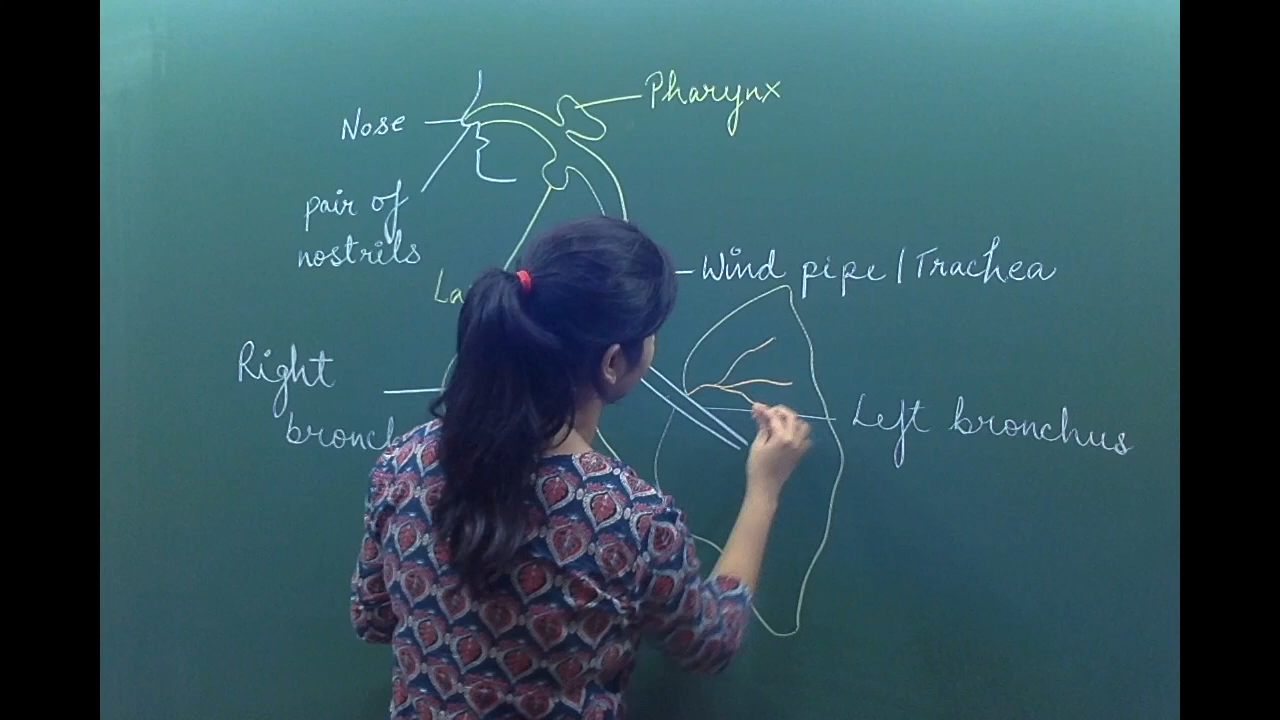 Pharynx
Nose
pair of
nostrils
Wind pipe / Trachea
Right
Left bronchus